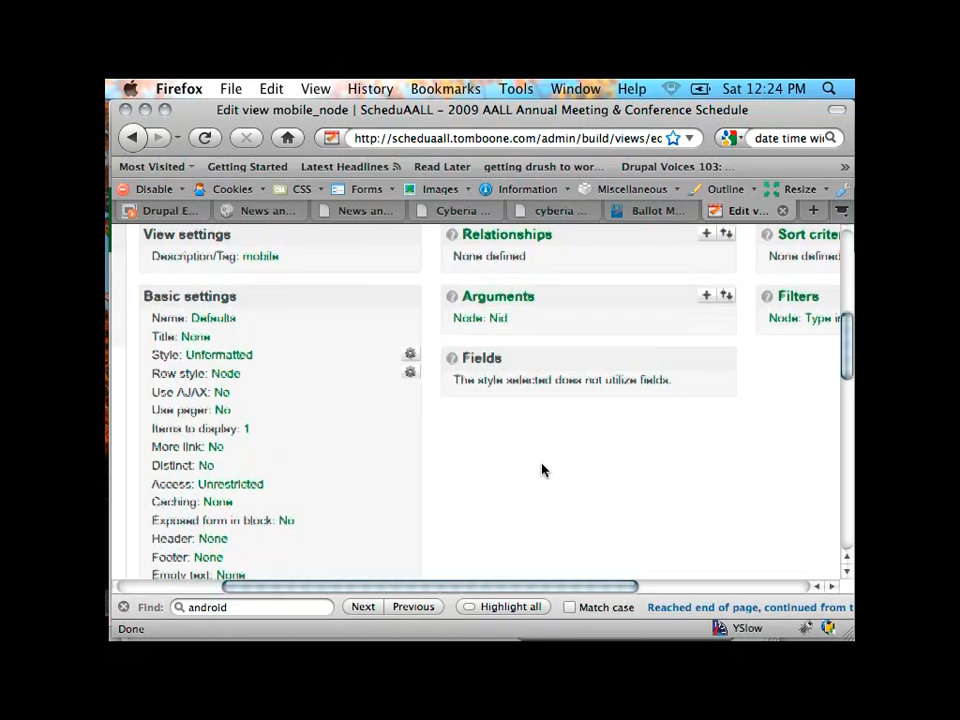 Firefox File Edit View History Bookmarks Tools Window Help Sat 12:24 PM
Edit view mobile_node | ScheduAALL - 2009 AALL Annual Meeting & Conference Schedule
http://scheduaall.tomboone.com/admin/build/views/ec
date time wi
Most Visited Getting Started Latest Headlines Read Later getting drush to wor... Drupal Voices 103: ... »
Disable Cookies CSS Forms Images Information Miscellaneous Outline Resize
Drupal E... News an... News an... Cyberia ... cyberia ... Ballot M... Edit v...
View settings
Description/Tag: mobile
Basic settings
Name: Defaults
Title: None
Style: Unformatted
Row style: Node
Use AJAX: No
Use pager: No
Items to display: 1
More link: No
Distinct: No
Access: Unrestricted
Caching: None
Exposed form in block: No
Header: None
Footer: None
Empty text: None
Relationships
None defined
Arguments
Node: Nid
Fields
The style selected does not utilize fields.
Sort crite
None defined
Filters
Node: Type in
Find: android Next Previous Highlight all Match case Reached end of page, continued from t
Done YSlow